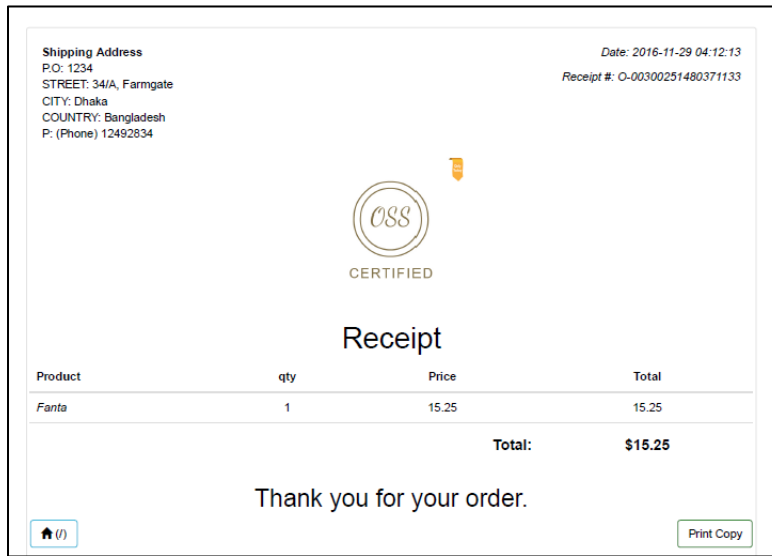 Shipping Address
P.O: 1234
STREET: 34/A, Farmgate
CITY: Dhaka
COUNTRY: Bangladesh
P: (Phone) 12492834
Date: 2016-11-29 04:12:13
Receipt #: O-00300251480371133
OSS
CERTIFIED
Receipt
Product qty Price Total
Fanta 1 15.25 15.25
Total: $15.25
Thank you for your order.
(/) Print Copy